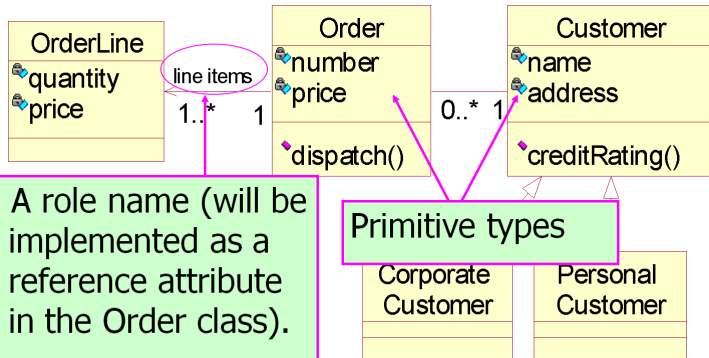 OrderLine
quantity
price
line items
1..*
1
Order
number
price
dispatch()
0..*
1
Customer
name
address
creditRating()
A role name (will be
implemented as a
reference attribute
in the Order class).
Primitive types
Corporate
Customer
Personal
Customer